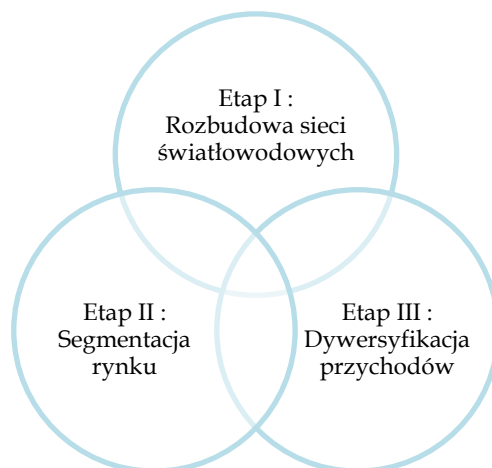 Etap I :
Rozbudowa sieci
światłowodowych
Etap II :
Segmentacja
rynku
Etap III :
Dywersyfikacja
przychodów